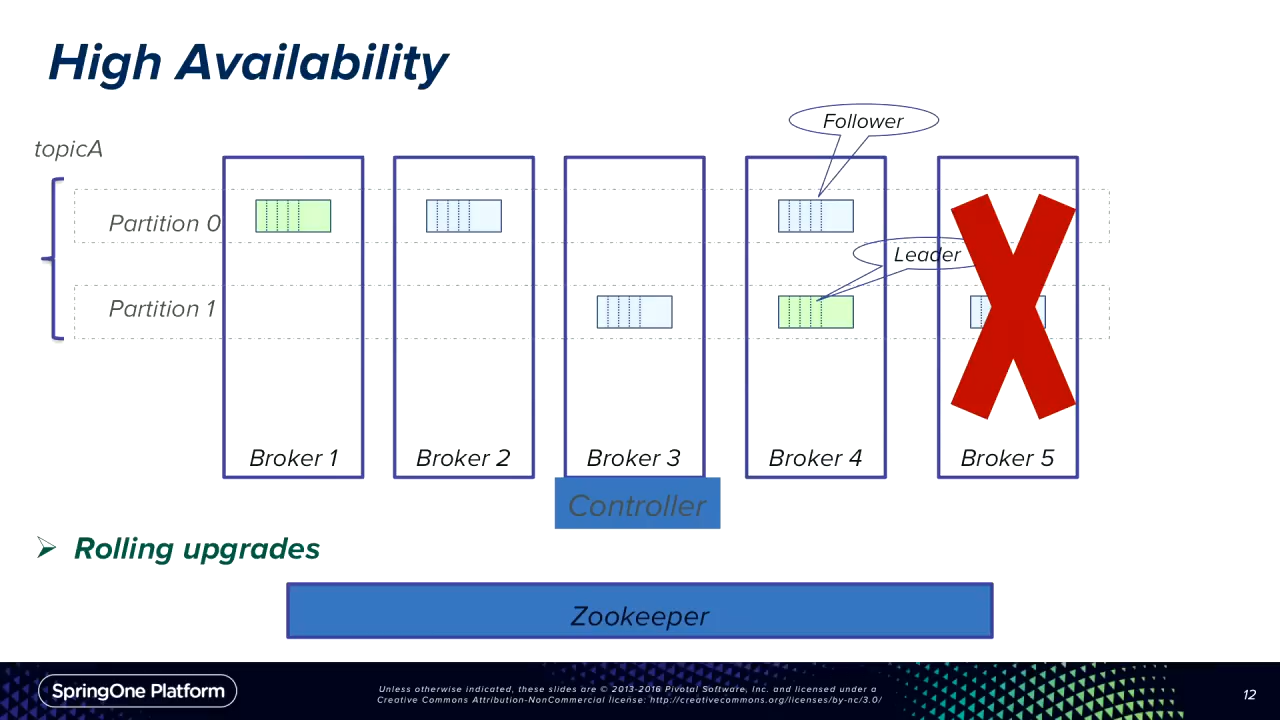 High Availability
Follower
topicA
Partition 0
Leader
Partition 1
Broker 1
Broker 2
Broker 3
Broker 4
Broker 5
Controller
Rolling upgrades
Zookeeper
SpringOne Platform
Unless otherwise indicated, these slides are © 2013-2016 Pivotal Software, Inc. and licensed under a
Creative Commons Attribution-NonCommercial license: http://creativecommons.org/licenses/by-nc/3.0/
12